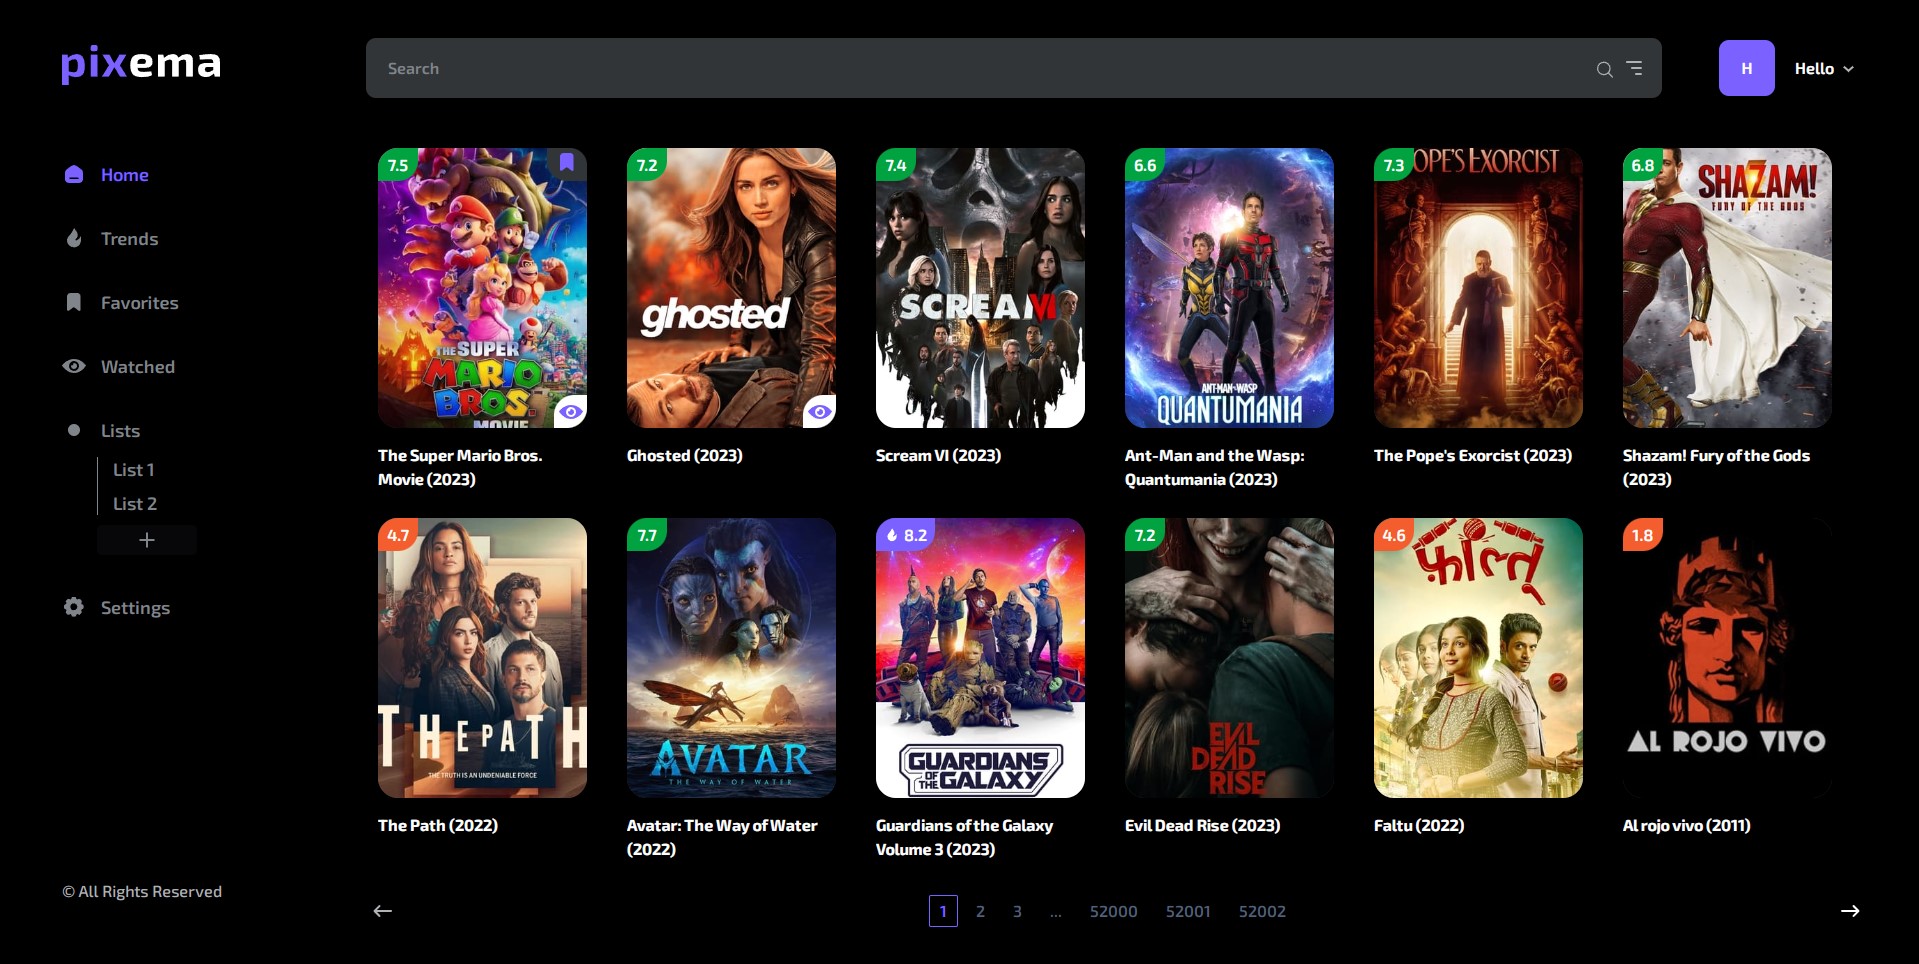 pixema
Search
H
Hello
Home
Trends
Favorites
Watched
Lists
List 1
List 2
Settings
© All Rights Reserved
7.5
THE SUPER
MARIO
BROS.
MOVIE
7.2
ghosted
7.4
SCREAM VI
6.6
ANT-MAN AND THE WASP
QUANTUMANIA
7.3
POPE'S EXORCIST
6.8
SHAZAM!
FURY OF THE GODS
The Super Mario Bros.
Movie (2023)
Ghosted (2023)
Scream VI (2023)
Ant-Man and the Wasp:
Quantumania (2023)
The Pope's Exorcist (2023)
Shazam! Fury of the Gods
(2023)
4.7
THE PATH
THE TRUTH IS AN UNDENIABLE FORCE
7.7
AVATAR
THE WAY OF WATER
8.2
GUARDIANS
OF THE GALAXY
7.2
EVIL
DEAD
RISE
4.6
फालतू
1.8
AL ROJO VIVO
The Path (2022)
Avatar: The Way of Water
(2022)
Guardians of the Galaxy
Volume 3 (2023)
Evil Dead Rise (2023)
Faltu (2022)
Al rojo vivo (2011)
1 2 3 ... 52000 52001 52002